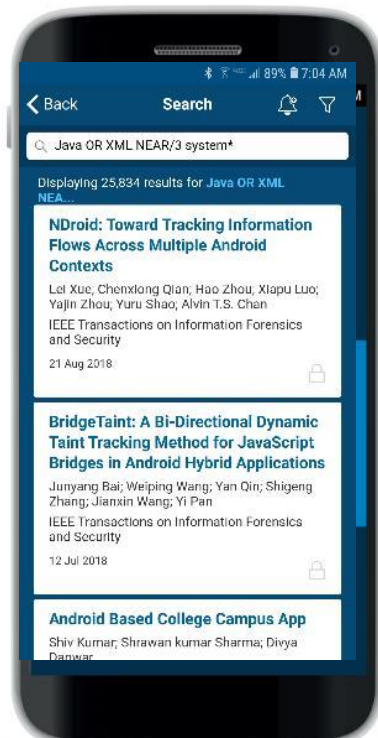 89% 7:04 AM
Back Search
Java OR XML NEAR/3 system*
Displaying 25,834 results for Java OR XML
NEA...
NDroid: Toward Tracking Information
Flows Across Multiple Android
Contexts
Lei Xue; Chenxiong Qian; Hao Zhou; Xiapu Luo;
Yajin Zhou; Yuru Shao; Alvin T.S. Chan
IEEE Transactions on Information Forensics
and Security
21 Aug 2018
BridgeTaint: A Bi-Directional Dynamic
Taint Tracking Method for JavaScript
Bridges in Android Hybrid Applications
Junyang Bai; Weiping Wang; Yan Qin; Shigeng
Zhang; Jianxin Wang; Yi Pan
IEEE Transactions on Information Forensics
and Security
12 Jul 2018
Android Based College Campus App
Shiv Kumar; Shrawan kumar Sharma; Divya